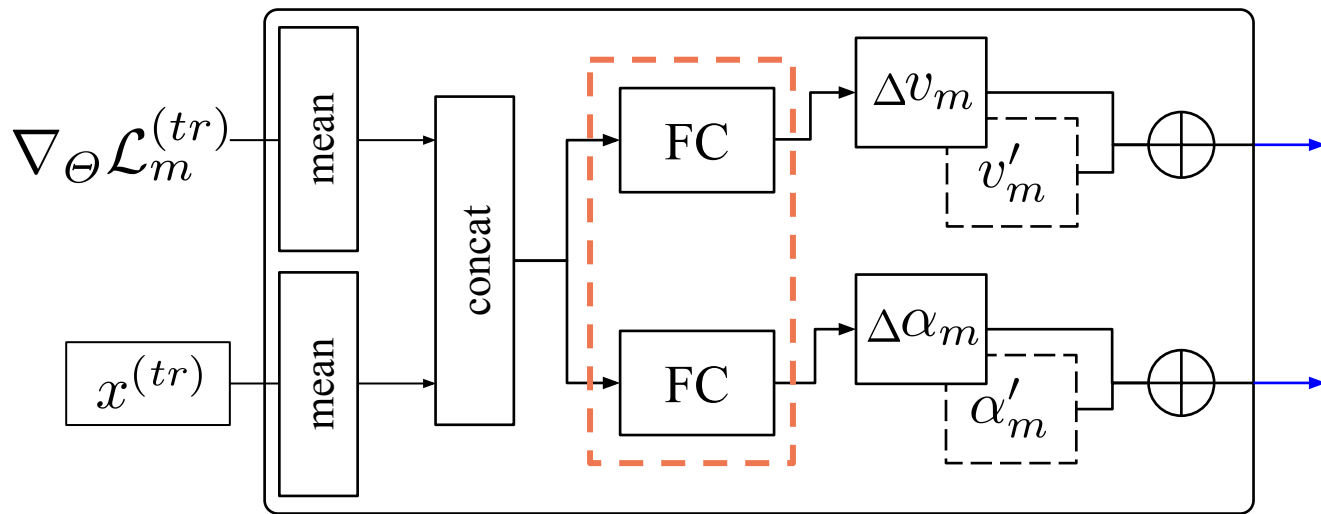 ∇_Θ ℒ_m^{(tr)}
mean
x^{(tr)}
mean
concat
FC
FC
Δv_m
v′_m
Δα_m
α′_m